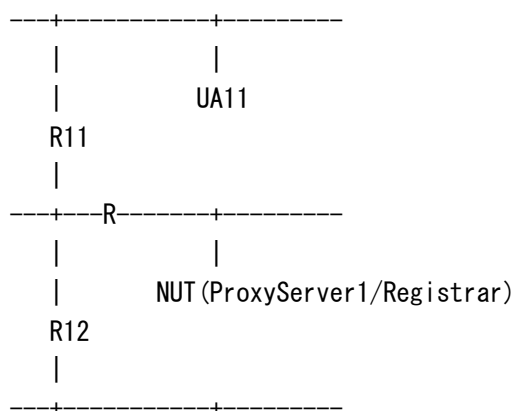 ---+-----------+---------
   |           |
   |          UA11
  R11
   |
---+---R-------+---------
   |           |
   |       NUT(ProxyServer1/Registrar)
  R12
   |
---+-----------+---------